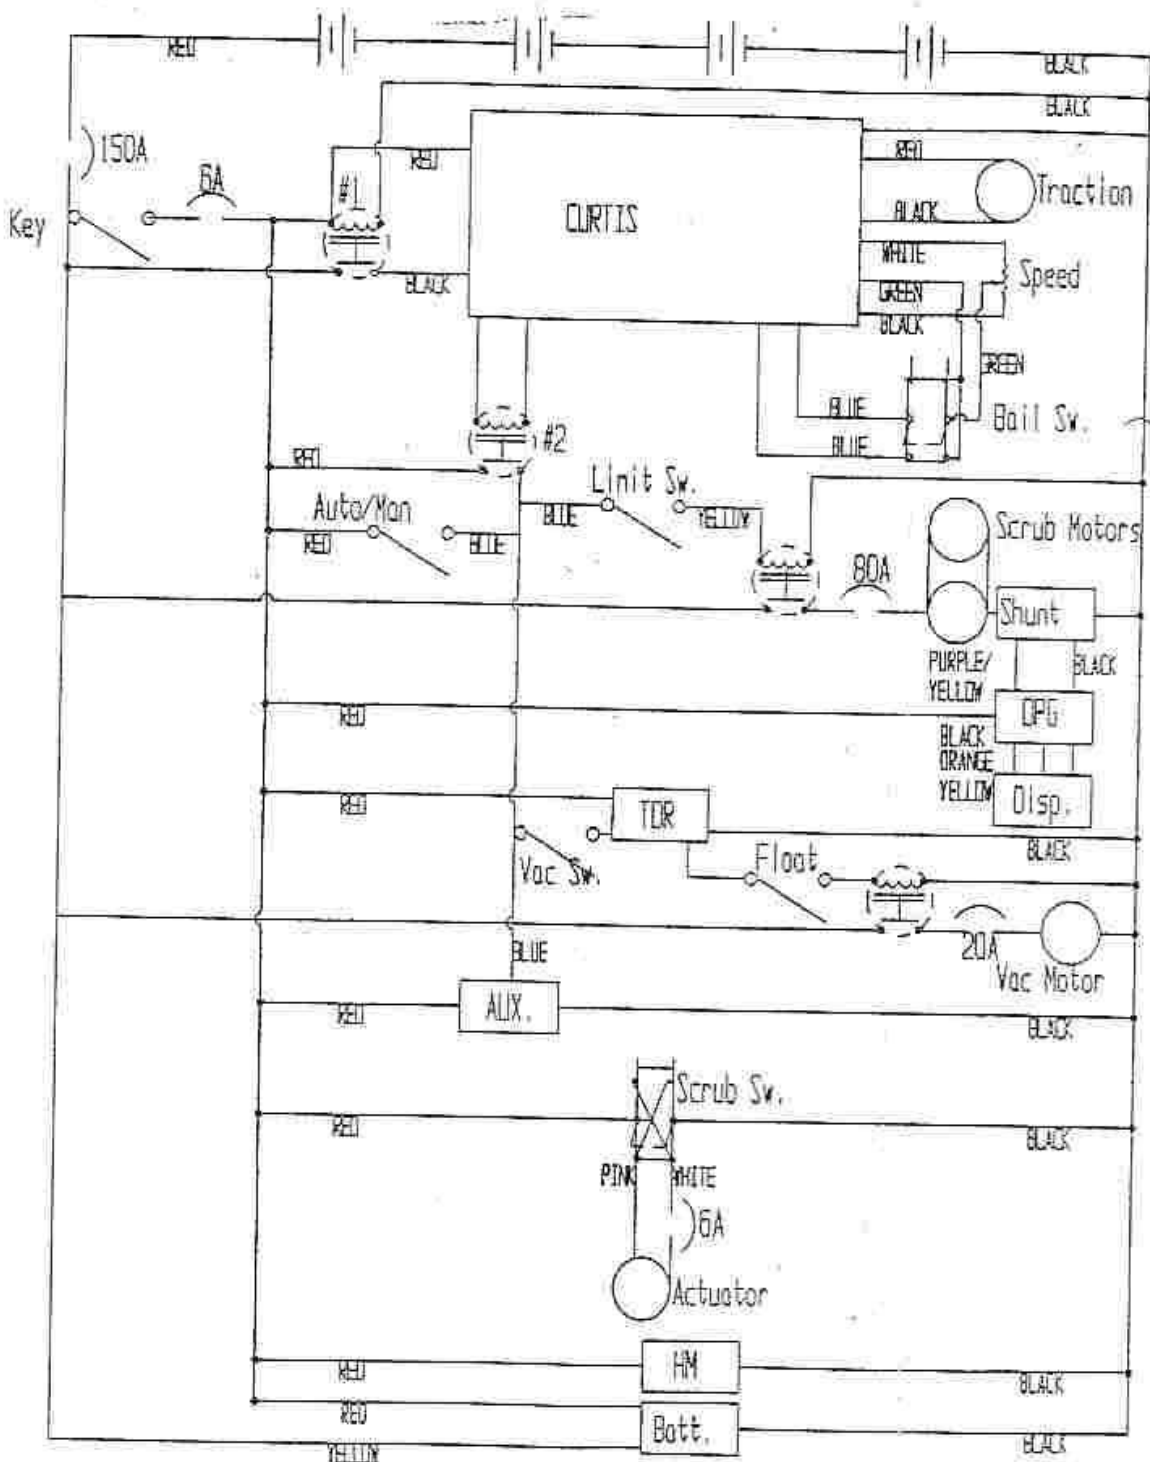 RED
BLACK
BLACK
150A
6A
#1
RED
RED
Traction
Key
CURTIS
BLACK
WHITE
Speed
BLACK
GREEN
BLACK
GREEN
BLUE
Bail Sw.
#2
BLUE
RED
Limit Sw.
Auto/Man
BLUE
YELLOW
Scrub Motors
RED
BLUE
80A
Shunt
PURPLE/
YELLOW
BLACK
RED
OPG
BLACK
ORANGE
YELLOW
Disp.
RED
TDR
BLACK
Vac Sw.
Float
20A
BLUE
Vac Motor
RED
AUX.
BLACK
Scrub Sw.
RED
BLACK
PINK
WHITE
6A
Actuator
RED
HM
BLACK
RED
Batt.
YELLOW
BLACK